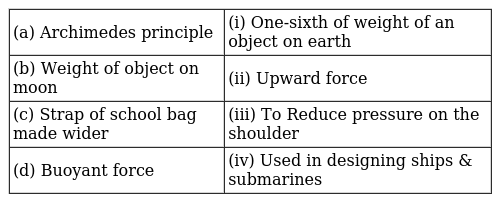 (a) Archimedes principle
(i) One-sixth of weight of an
object on earth
(b) Weight of object on
moon
(ii) Upward force
(c) Strap of school bag
made wider
(iii) To Reduce pressure on the
shoulder
(d) Buoyant force
(iv) Used in designing ships &
submarines